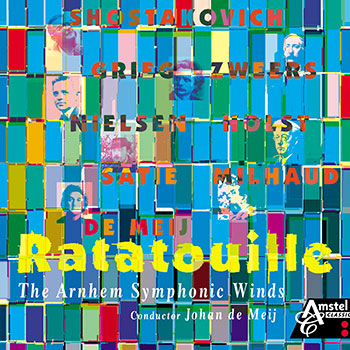 SHOSTAKOVICH
GRIEG ZWEERS
NIELSEN HOLST
SATIE MILHAUD
DE MEIJ
Ratatouille
The Arnhem Symphonic Winds
Conductor Johan de Meij
Amstel
CLASSICS